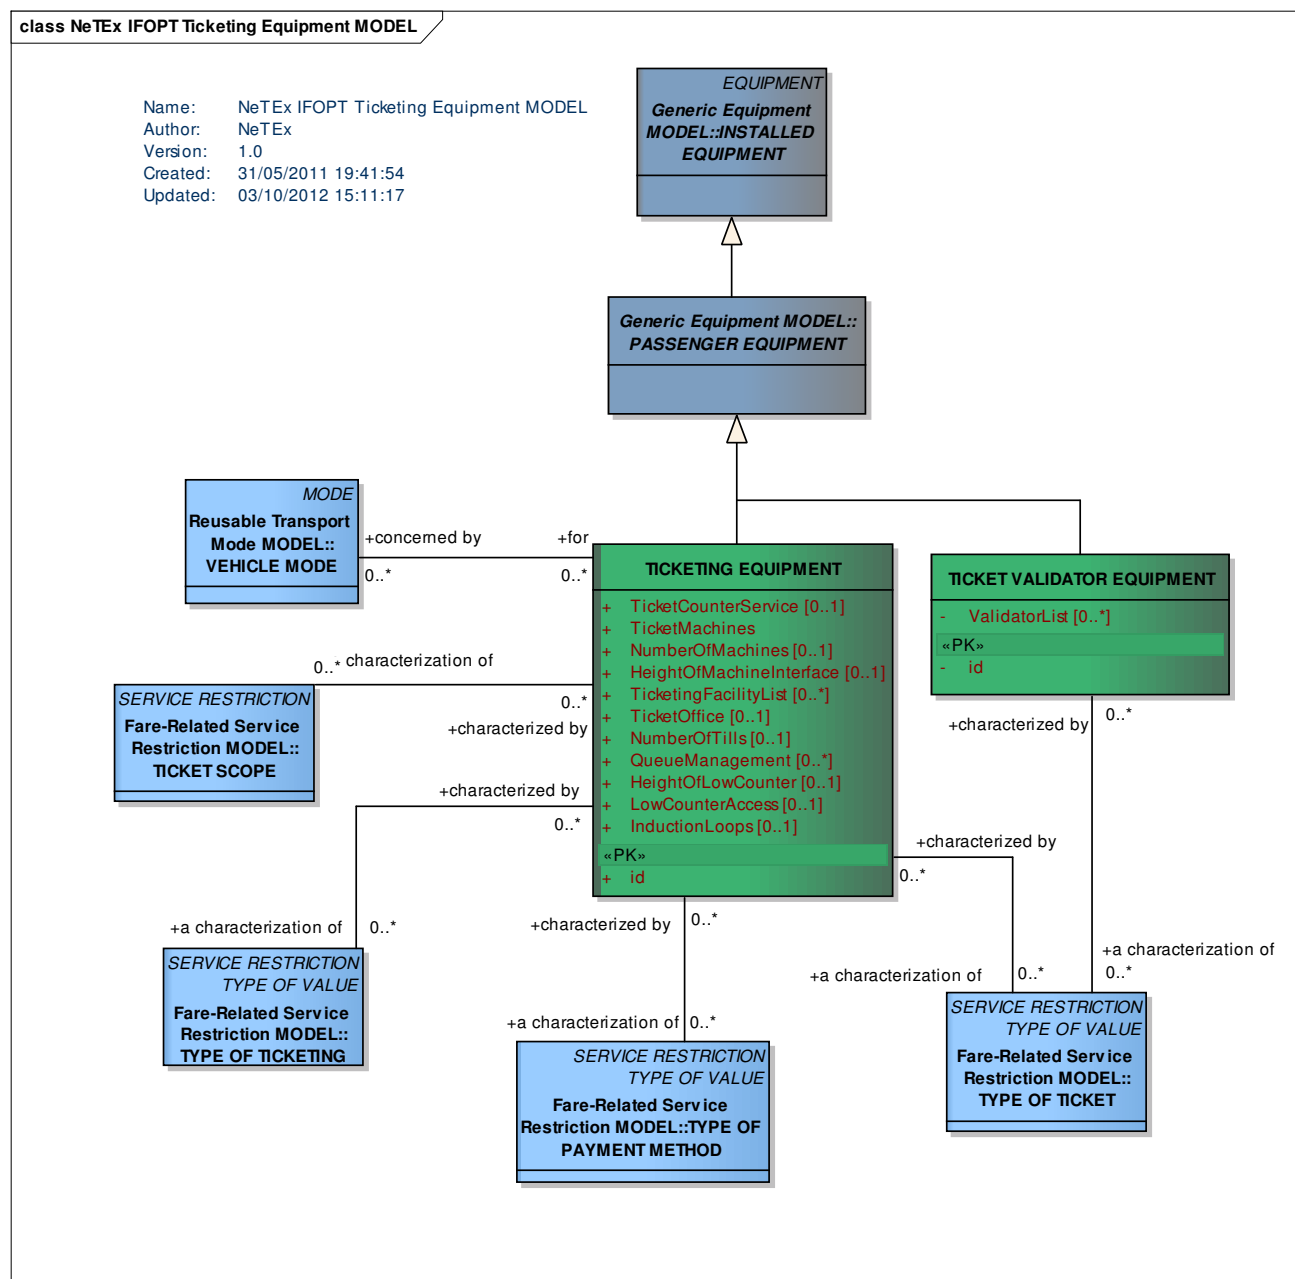 class NeTEx IFOPT Ticketing Equipment MODEL
Name: NeTEx IFOPT Ticketing Equipment MODEL
Author: NeTEx
Version: 1.0
Created: 31/05/2011 19:41:54
Updated: 03/10/2012 15:11:17
EQUIPMENT
Generic Equipment
MODEL::INSTALLED
EQUIPMENT
Generic Equipment MODEL::
PASSENGER EQUIPMENT
MODE
Reusable Transport
Mode MODEL::
VEHICLE MODE
+concerned by
0..*
+for
0..*
TICKETING EQUIPMENT
+ TicketCounterService [0..1]
+ TicketMachines
+ NumberOfMachines [0..1]
+ HeightOfMachineInterface [0..1]
+ TicketingFacilityList [0..*]
+ TicketOffice [0..1]
+ NumberOfTills [0..1]
+ QueueManagement [0..*]
+ HeightOfLowCounter [0..1]
+ LowCounterAccess [0..1]
+ InductionLoops [0..1]
«PK»
+ id
TICKET VALIDATOR EQUIPMENT
- ValidatorList [0..*]
«PK»
- id
0..* characterization of
0..*
+characterized by
SERVICE RESTRICTION
Fare-Related Service
Restriction MODEL::
TICKET SCOPE
+characterized by
0..*
+a characterization of
0..*
SERVICE RESTRICTION
TYPE OF VALUE
Fare-Related Service
Restriction MODEL::
TYPE OF TICKETING
+characterized by
0..*
+a characterization of
0..*
SERVICE RESTRICTION
TYPE OF VALUE
Fare-Related Service
Restriction MODEL::TYPE OF
PAYMENT METHOD
+characterized by
0..*
+a characterization of
0..*
+characterized by
0..*
+a characterization of
0..*
SERVICE RESTRICTION
TYPE OF VALUE
Fare-Related Service
Restriction MODEL::
TYPE OF TICKET